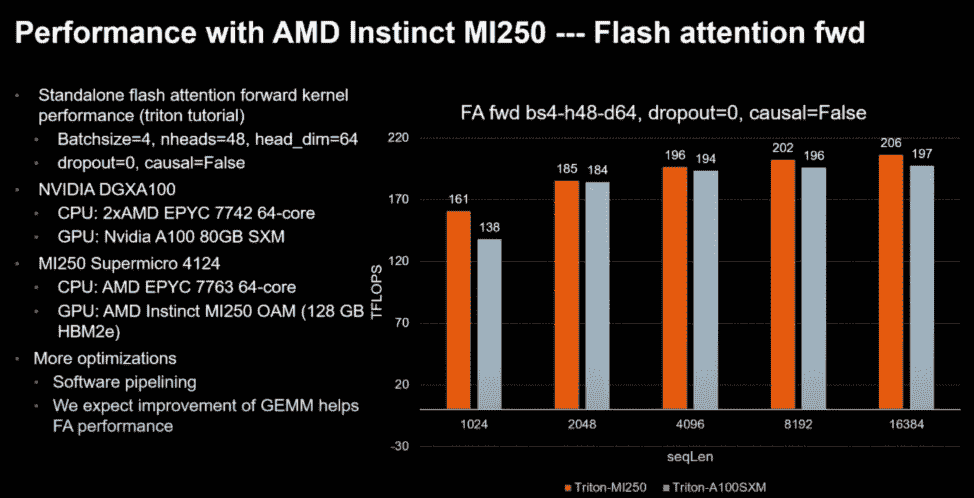 Performance with AMD Instinct MI250 --- Flash attention fwd
• Standalone flash attention forward kernel
performance (triton tutorial)
• Batchsize=4, nheads=48, head_dim=64
• dropout=0, causal=False
• NVIDIA DGXA100
• CPU: 2xAMD EPYC 7742 64-core
• GPU: Nvidia A100 80GB SXM
• MI250 Supermicro 4124
• CPU: AMD EPYC 7763 64-core
• GPU: AMD Instinct MI250 OAM (128 GB
HBM2e)
• More optimizations
• Software pipelining
• We expect improvement of GEMM helps
FA performance
FA fwd bs4-h48-d64, dropout=0, causal=False
TFLOPS
220
170
120
70
20
-30
161
138
185
184
196
194
202
196
206
197
1024
2048
4096
8192
16384
seqLen
Triton-MI250
Triton-A100SXM